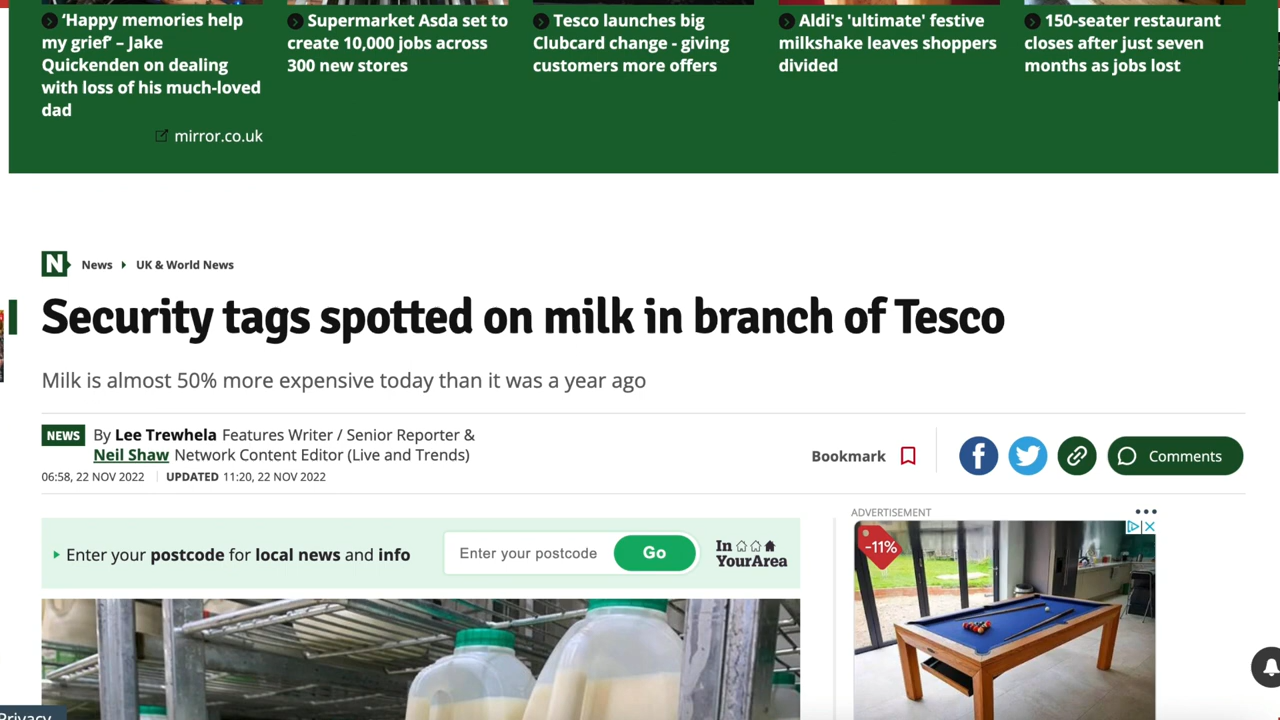 ‘Happy memories help
my grief’ – Jake
Quickenden on dealing
with loss of his much-loved
dad
mirror.co.uk
Supermarket Asda set to
create 10,000 jobs across
300 new stores
Tesco launches big
Clubcard change - giving
customers more offers
Aldi's 'ultimate' festive
milkshake leaves shoppers
divided
150-seater restaurant
closes after just seven
months as jobs lost
N News UK & World News
Security tags spotted on milk in branch of Tesco
Milk is almost 50% more expensive today than it was a year ago
NEWS By Lee Trewhela Features Writer / Senior Reporter &
Neil Shaw Network Content Editor (Live and Trends)
06:58, 22 NOV 2022 UPDATED 11:20, 22 NOV 2022
Bookmark
Comments
Enter your postcode for local news and info
Enter your postcode Go
In
YourArea
ADVERTISEMENT
-11%
Privacy